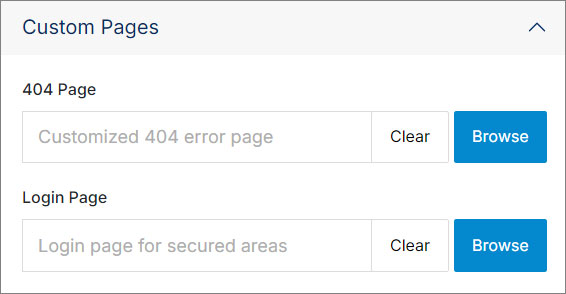 Custom Pages
404 Page
Customized 404 error page Clear Browse
Login Page
Login page for secured areas Clear Browse